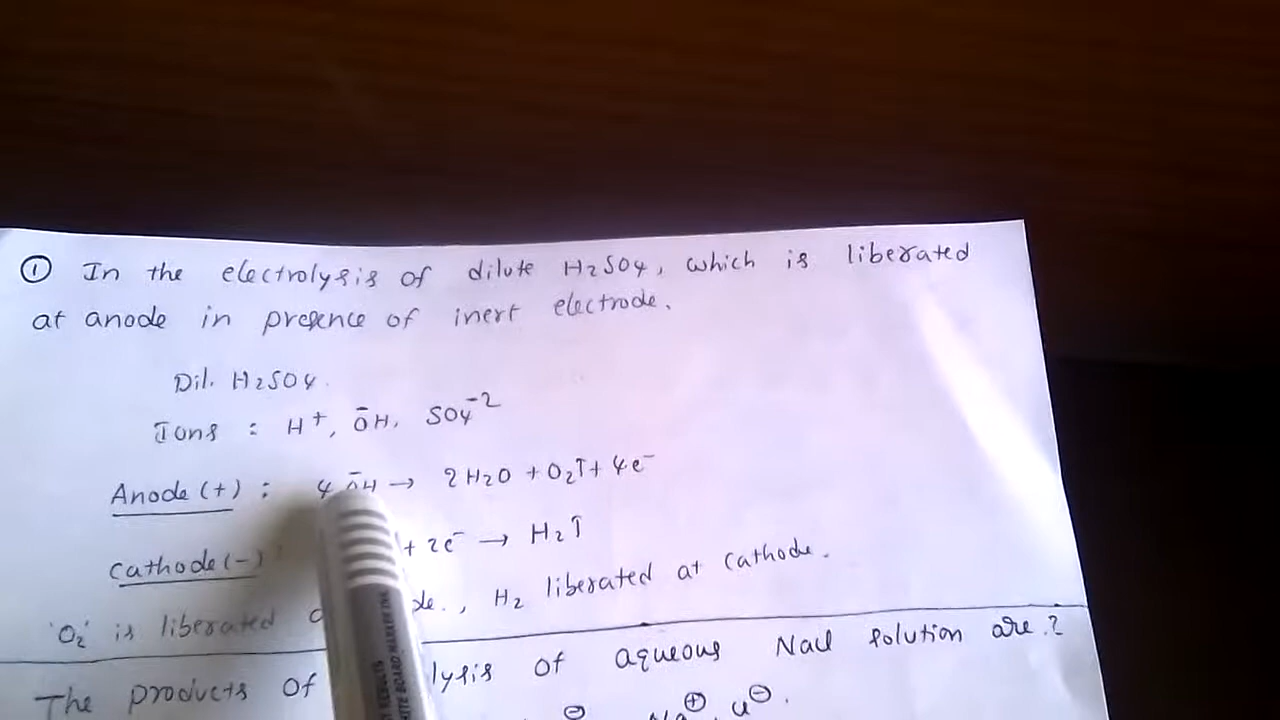 ① In the electrolysis of dilute H2SO4, which is liberated
at anode in presence of inert electrode.
Dil. H2SO4.
Ions : H⁺, ŌH, SO4⁻²
Anode (+) : 4 ŌH → 2H2O + O2↑ + 4e⁻
Cathode (-) + 2e⁻ → H2↑
'O2' is liberated de., H2 liberated at cathode.
The products of lysis of aqueous NaCl solution are.?